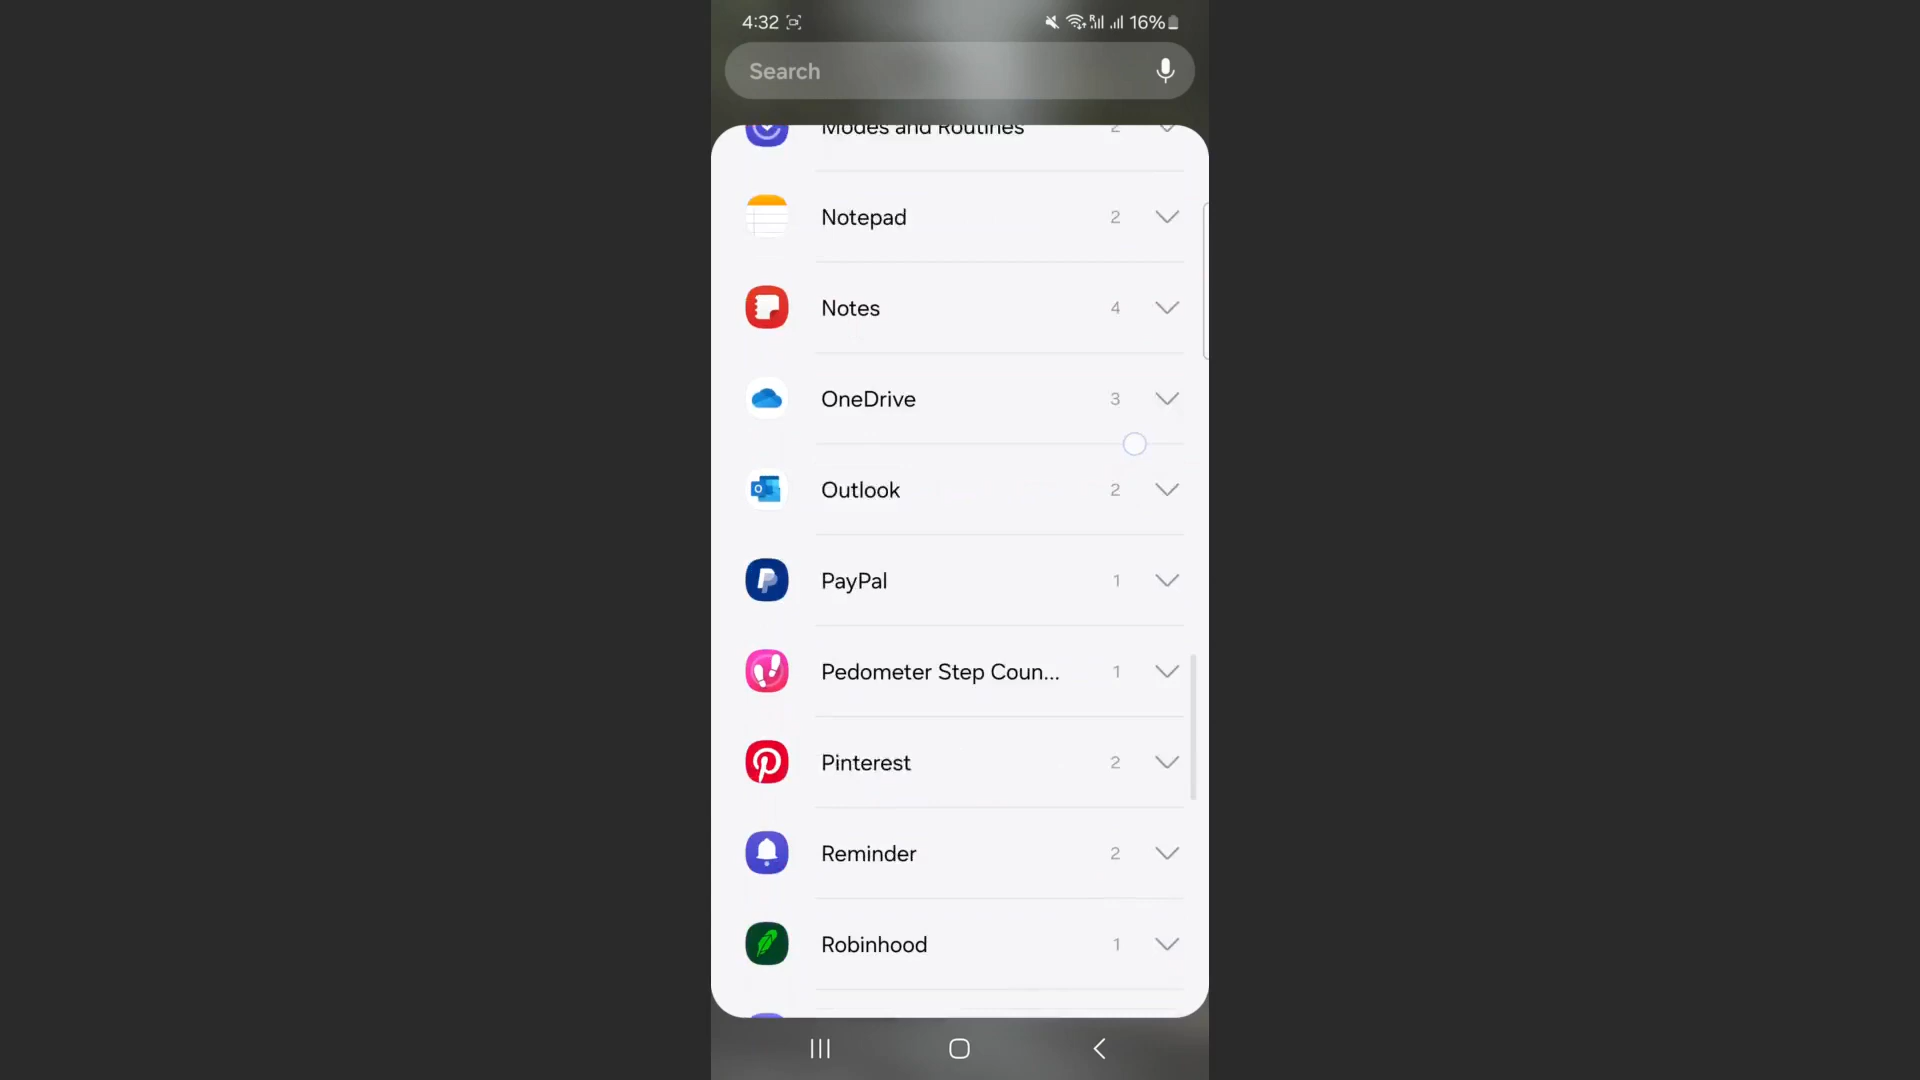 4:32
R 16%
Search
Modes and Routines 2
Notepad 2
Notes 4
OneDrive 3
Outlook 2
PayPal 1
Pedometer Step Coun... 1
Pinterest 2
Reminder 2
Robinhood 1